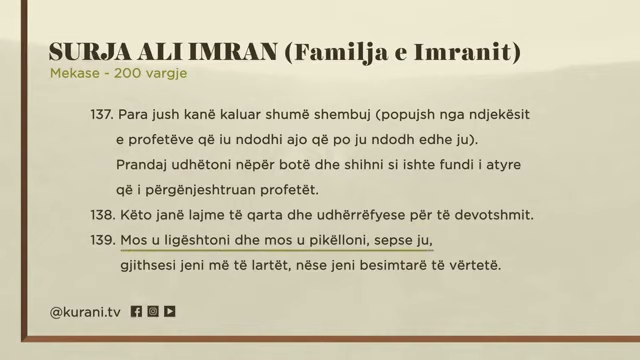 SURJA ALI IMRAN (Familja e Imranit)
Mekase - 200 vargje
137. Para jush kanë kaluar shumë shembuj (popujsh nga ndjekësit
e profetëve që iu ndodhi ajo që po ju ndodh edhe ju).
Prandaj udhëtoni nëpër botë dhe shihni si ishte fundi i atyre
që i përgënjeshtruan profetët.
138. Këto janë lajme të qarta dhe udhërrëfyese për të devotshmit.
139. Mos u ligështoni dhe mos u pikëlloni, sepse ju,
gjithsesi jeni më të lartët, nëse jeni besimtarë të vërtetë.
@kurani.tv